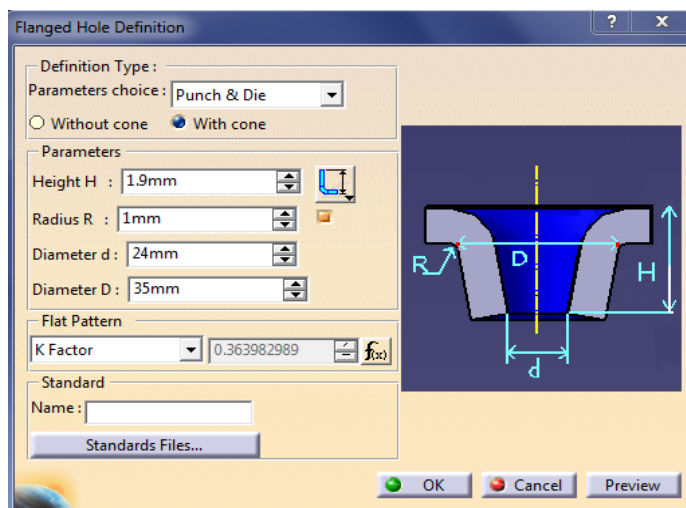 Flanged Hole Definition
? X
Definition Type :
Parameters choice : Punch & Die
Without cone With cone
Parameters
Height H : 1.9mm
Radius R : 1mm
Diameter d : 24mm
Diameter D : 35mm
R D H
d
Flat Pattern
K Factor 0.363982989 f(x)
Standard
Name :
Standards Files...
OK Cancel Preview